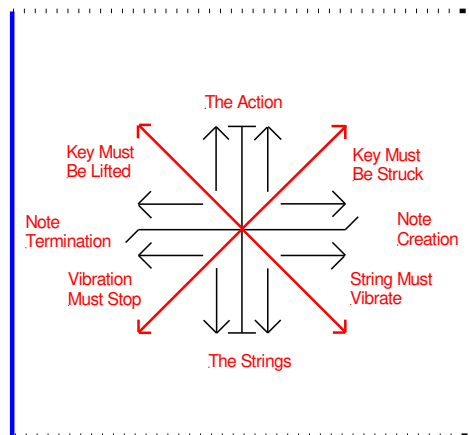 The Action
Key Must
Be Lifted
Key Must
Be Struck
Note
Termination
Note
Creation
Vibration
Must Stop
String Must
Vibrate
The Strings